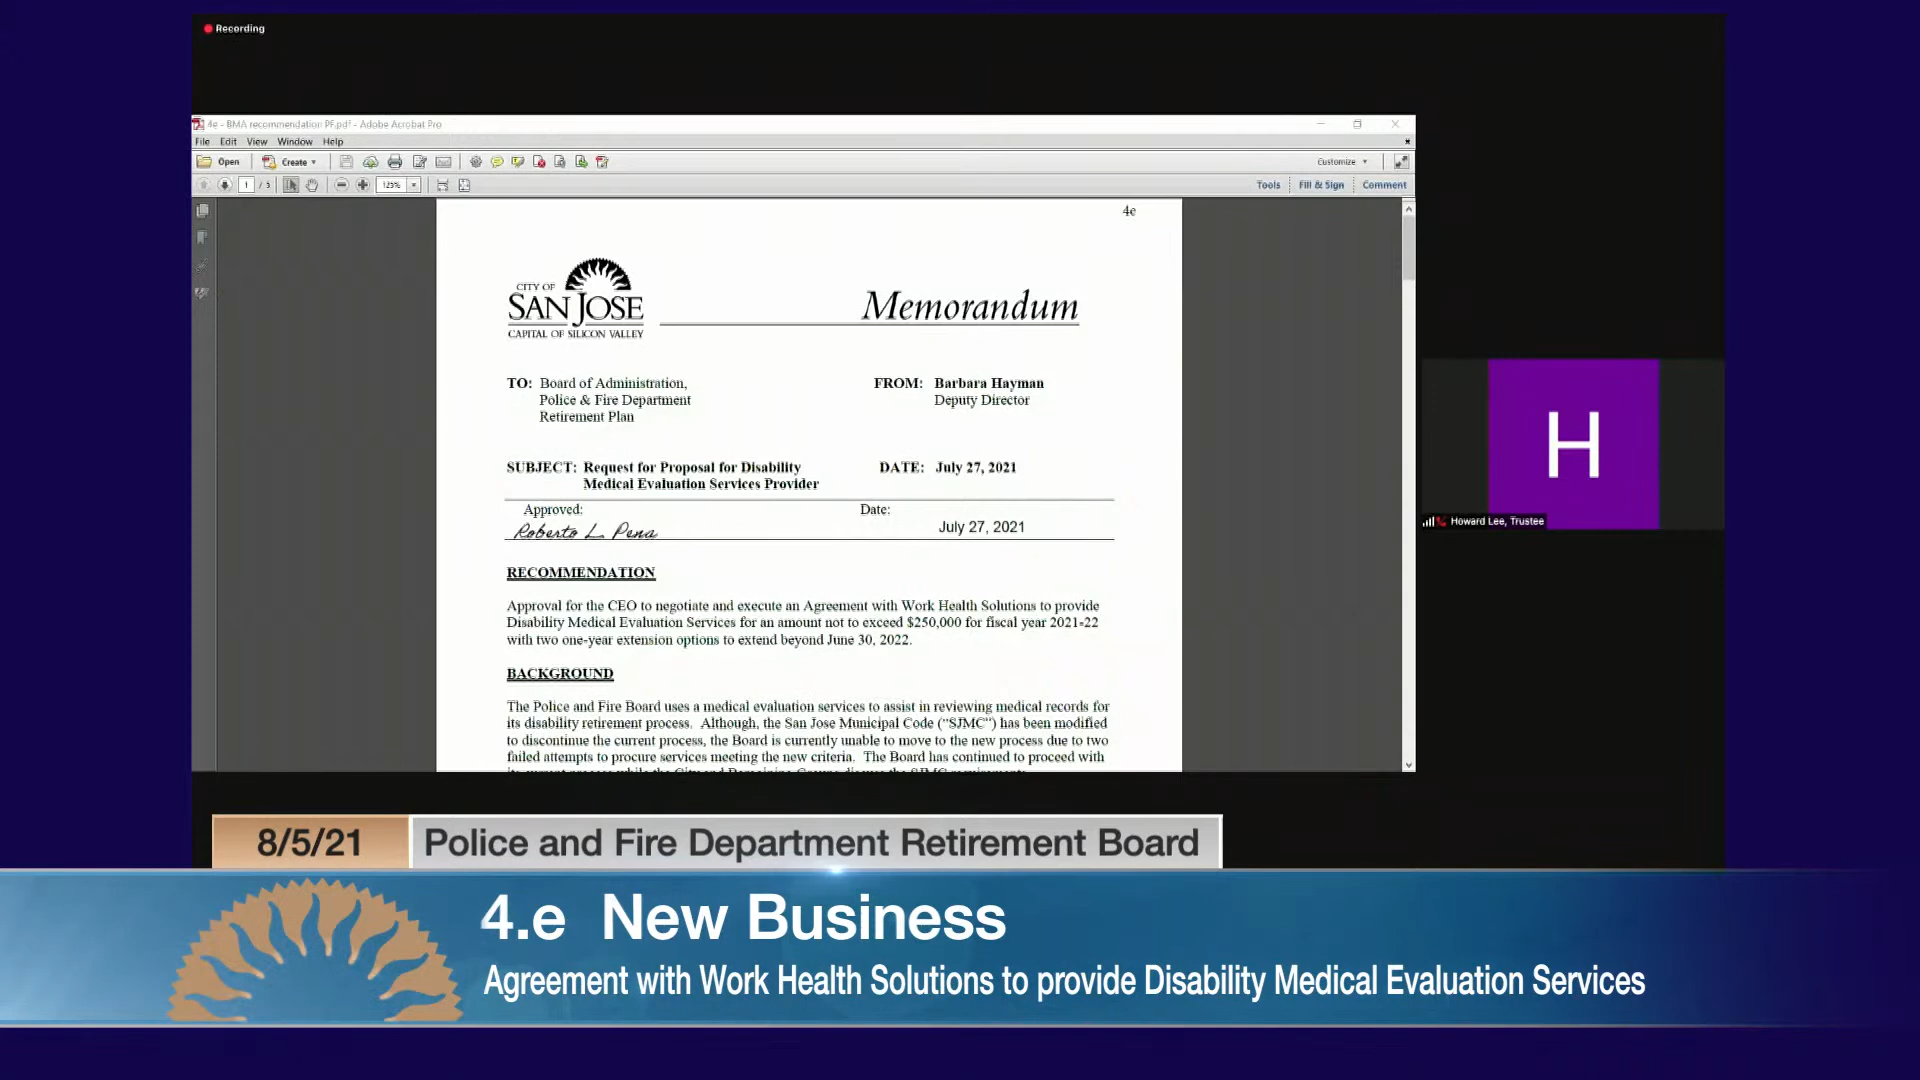 Recording
4e - BMA recommendation PF.pdf - Adobe Acrobat Pro
File Edit View Window Help
Open Create Customize
1 / 3 123% Tools Fill & Sign Comment
4e
CITY OF
SAN JOSE
CAPITAL OF SILICON VALLEY
Memorandum
TO: Board of Administration,
Police & Fire Department
Retirement Plan
FROM: Barbara Hayman
Deputy Director
SUBJECT: Request for Proposal for Disability
Medical Evaluation Services Provider
DATE: July 27, 2021
Approved:
Roberto L. Pena
Date:
July 27, 2021
RECOMMENDATION
Approval for the CEO to negotiate and execute an Agreement with Work Health Solutions to provide
Disability Medical Evaluation Services for an amount not to exceed $250,000 for fiscal year 2021-22
with two one-year extension options to extend beyond June 30, 2022.
BACKGROUND
The Police and Fire Board uses a medical evaluation services to assist in reviewing medical records for
its disability retirement process. Although, the San Jose Municipal Code ("SJMC") has been modified
to discontinue the current process, the Board is currently unable to move to the new process due to two
failed attempts to procure services meeting the new criteria. The Board has continued to proceed with
H
Howard Lee, Trustee
8/5/21
Police and Fire Department Retirement Board
4.e New Business
Agreement with Work Health Solutions to provide Disability Medical Evaluation Services